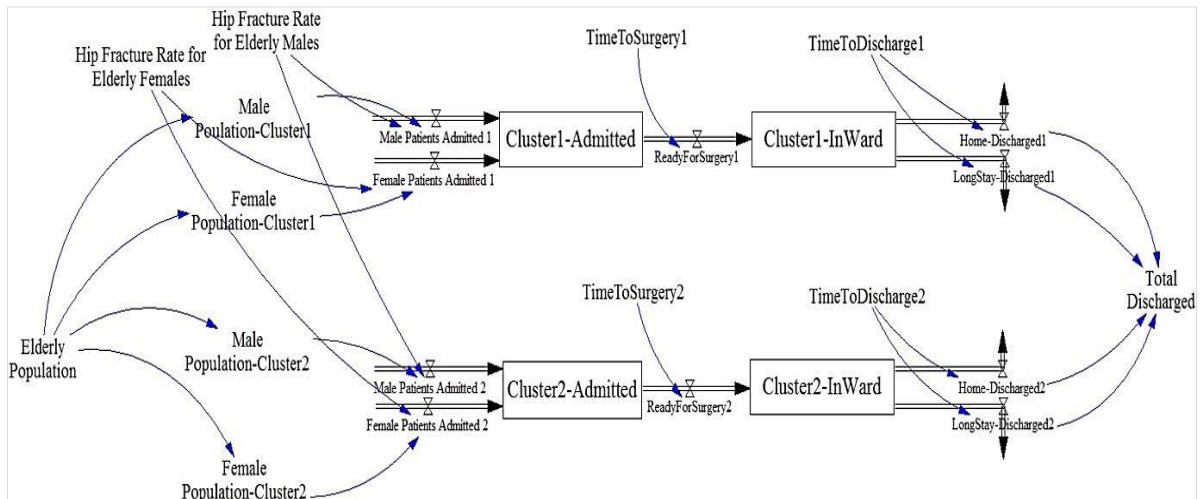 Hip Fracture Rate
for Elderly Males
Hip Fracture Rate for
Elderly Females
TimeToSurgery1
TimeToDischarge1
Male
Poulation-Cluster1
Male Patients Admitted 1
Cluster1-Admitted
ReadyForSurgery1
Cluster1-InWard
Home-Discharged1
Female Patients Admitted 1
LongStay-Discharged1
Female
Population-Cluster1
Total
Discharged
TimeToSurgery2
TimeToDischarge2
Elderly
Population
Male
Population-Cluster2
Male Patients Admitted 2
Cluster2-Admitted
ReadyForSurgery2
Cluster2-InWard
Home-Discharged2
Female Patients Admitted 2
LongStay-Discharged2
Female
Population-Cluster2